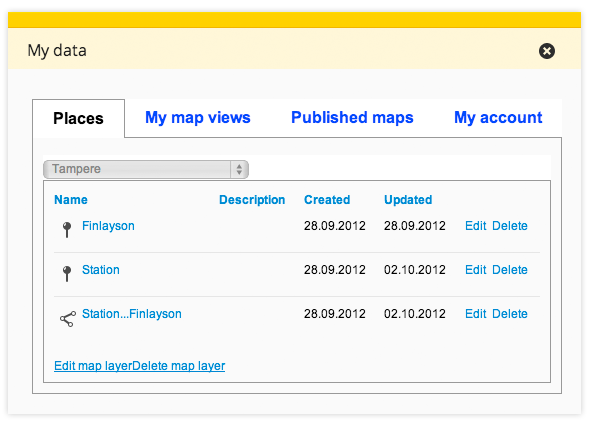 My data
Places My map views Published maps My account
Tampere
Name Description Created Updated
Finlayson 28.09.2012 28.09.2012 Edit Delete
Station 28.09.2012 02.10.2012 Edit Delete
Station...Finlayson 28.09.2012 02.10.2012 Edit Delete
Edit map layerDelete map layer